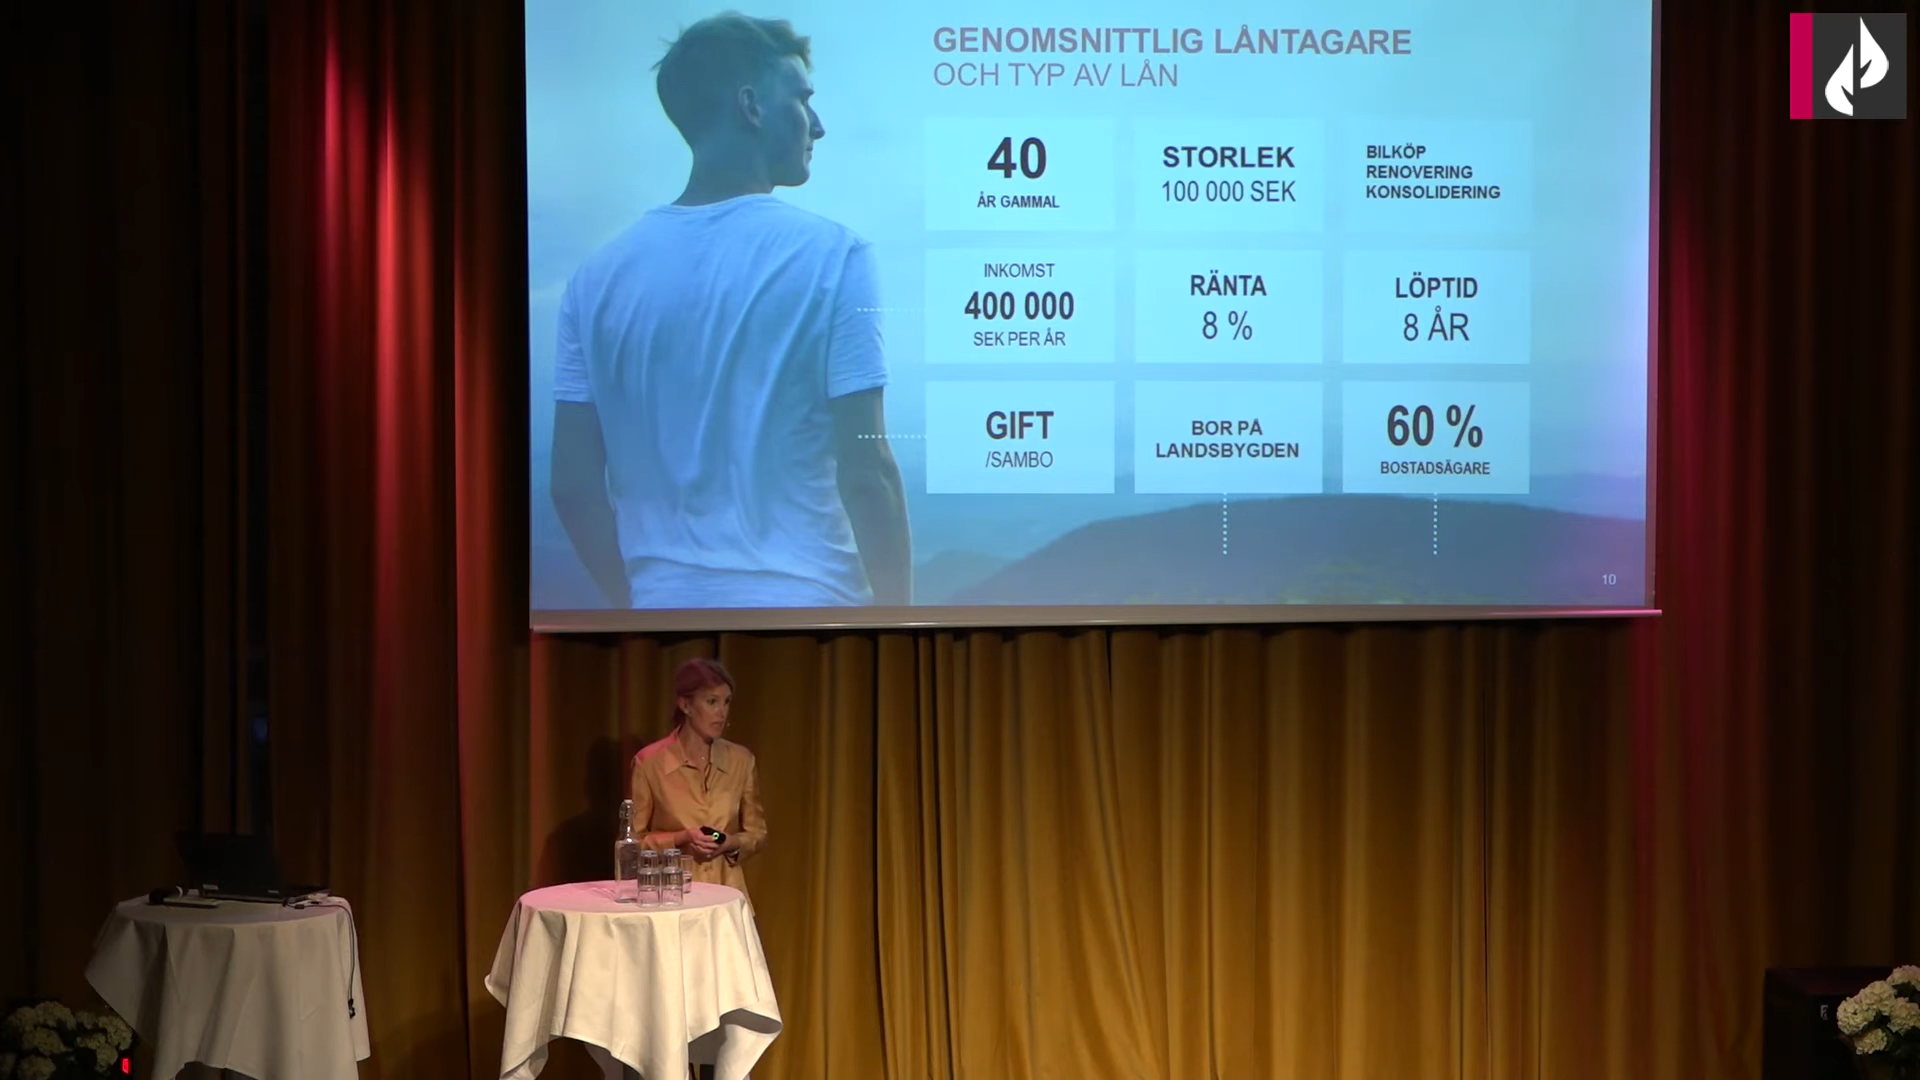 GENOMSNITTLIG LÅNTAGARE
OCH TYP AV LÅN
40
ÅR GAMMAL
STORLEK
100 000 SEK
BILKÖP
RENOVERING
KONSOLIDERING
INKOMST
400 000
SEK PER ÅR
RÄNTA
8 %
LÖPTID
8 ÅR
GIFT
/SAMBO
BOR PÅ
LANDSBYGDEN
60 %
BOSTADSÄGARE
10